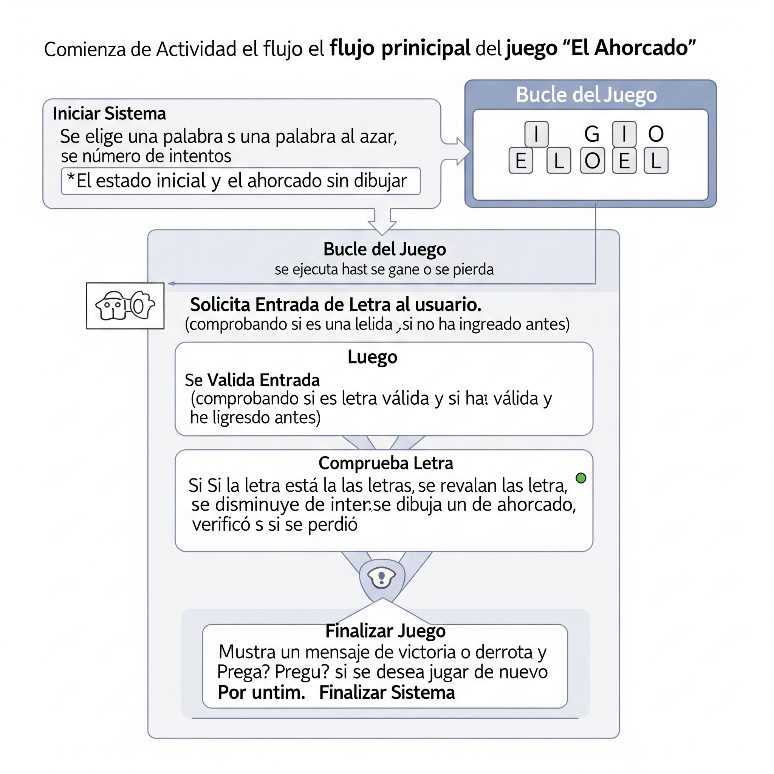 Comienza de Actividad el flujo el flujo prinicipal del juego “El Ahorcado”
Iniciar Sistema
Se elige una palabra s una palabra al azar,
se número de intentos
*El estado inicial y el ahorcado sin dibujar
Bucle del Juego
I G I O
E L O E L
Bucle del Juego
se ejecuta hast se gane o se pierda
Solicita Entrada de Letra al usuario.
(comprobando si es una lelida ,si no ha ingreado antes)
Luego
Se Valida Entrada
(comprobando si es letra válida y si haı válida y
he ligresdo antes)
Comprueba Letra
Si Si la letra está la las letras, se revalan las letra,
se disminuye de inter.se dibuja un de ahorcado,
verificó s si se perdió
Finalizar Juego
Mustra un mensaje de victoria o derrota y
Prega? Pregu? si se desea jugar de nuevo
Por untim. Finalizar Sistema